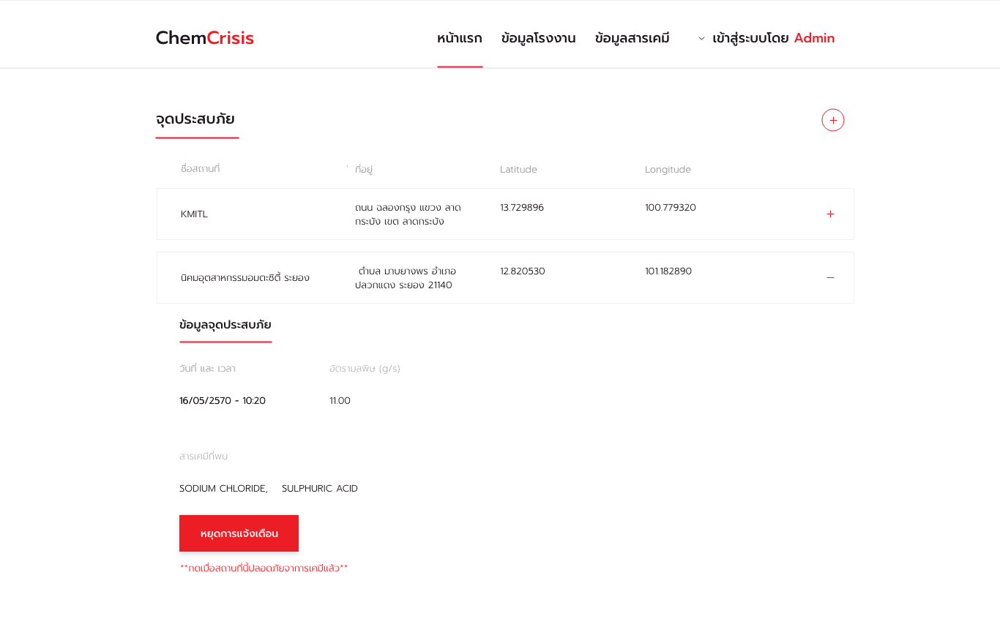 ChemCrisis หน้าแรก ข้อมูลโรงงาน ข้อมูลสารเคมี เข้าสู่ระบบโดย Admin
จุดประสบภัย
ชื่อสถานที่ ที่อยู่ Latitude Longitude
KMITL ถนน ฉลองกรุง แขวง ลาด 13.729896 100.779320
กระบัง เขต ลาดกระบัง
นิคมอุตสาหกรรมอมตะซิตี้ ระยอง ตำบล มาบยางพร อำเภอ 12.820530 101.182890
ปลวกแดง ระยอง 21140
ข้อมูลจุดประสบภัย
วันที่ และ เวลา อัตรามลพิษ (g/s)
16/05/2570 - 10:20 11.00
สารเคมีที่พบ
SODIUM CHLORIDE, SULPHURIC ACID
หยุดการแจ้งเตือน
**กดเมื่อสถานที่นี้ปลอดภัยจาการเคมีแล้ว**